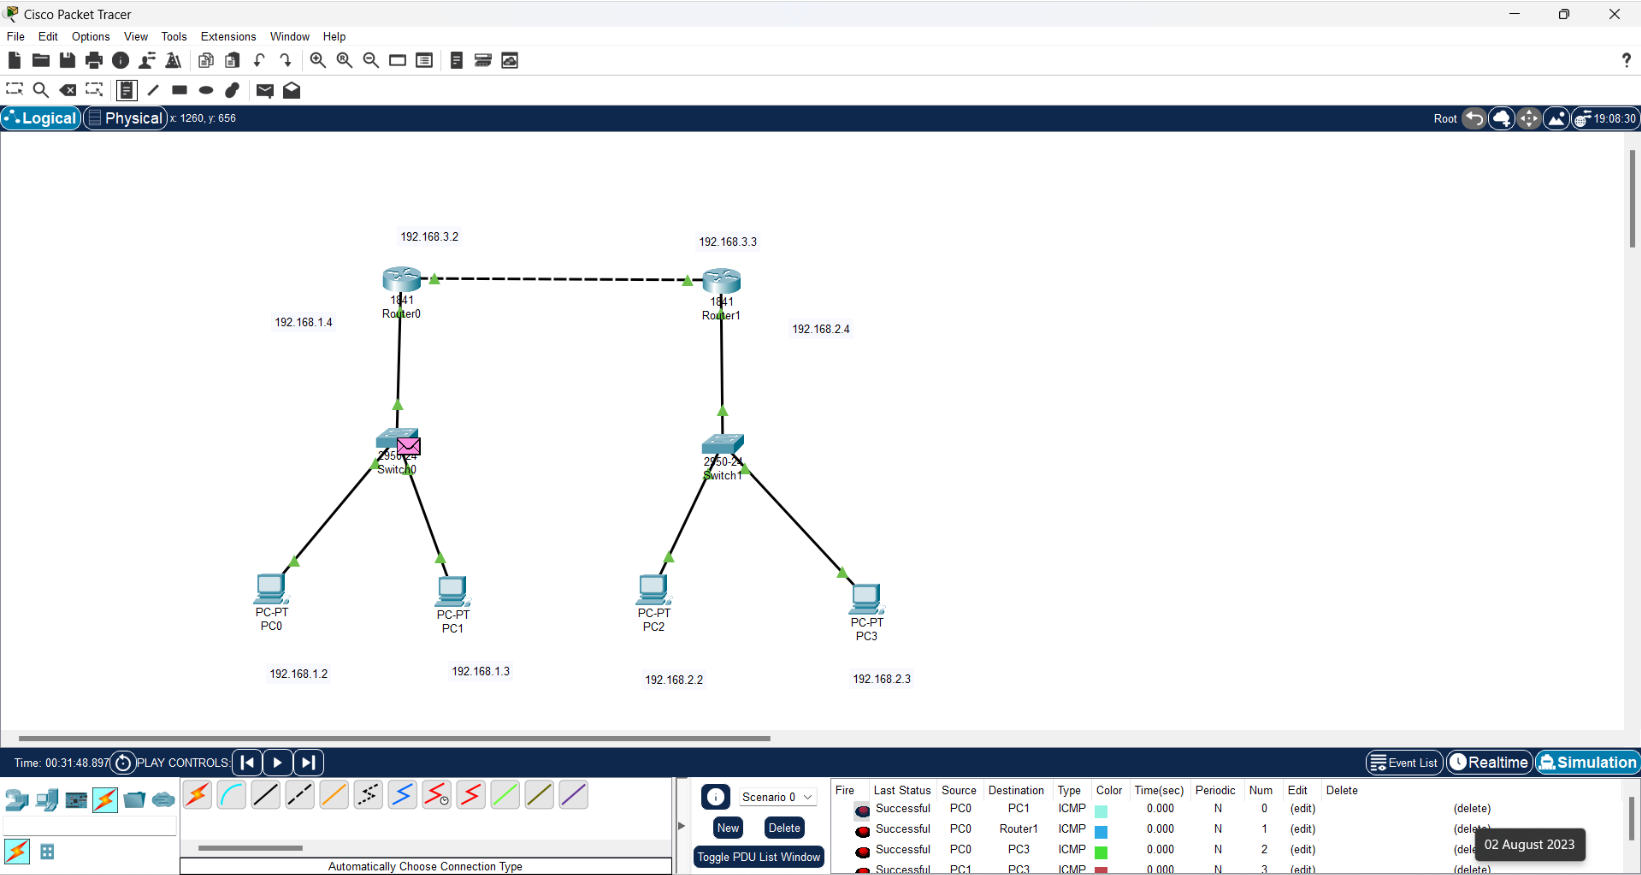 Cisco Packet Tracer
File Edit Options View Tools Extensions Window Help
?
Logical Physical x: 1260, y: 656 Root 19:08:30
192.168.3.2 192.168.3.3
1841
Router0
1841
Router1
192.168.1.4 192.168.2.4
2950-24
Switch0
2950-24
Switch1
PC-PT
PC0
PC-PT
PC1
PC-PT
PC2
PC-PT
PC3
192.168.1.2 192.168.1.3 192.168.2.2 192.168.2.3
Time: 00:31:48.897 PLAY CONTROLS: Event List Realtime Simulation
Automatically Choose Connection Type
Scenario 0
New Delete
Toggle PDU List Window
Fire Last Status Source Destination Type Color Time(sec) Periodic Num Edit Delete
Successful PC0 PC1 ICMP 0.000 N 0 (edit) (delete)
Successful PC0 Router1 ICMP 0.000 N 1 (edit) (delete)
Successful PC0 PC3 ICMP 0.000 N 2 (edit)
Successful PC1 PC3 ICMP 0.000 N 3 (edit) (delete)
02 August 2023